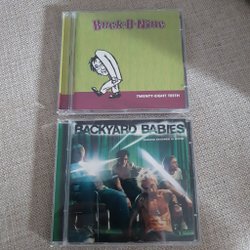 BUCK-O-NINE
TWENTY-EIGHT TEETH
BACKYARD BABIES